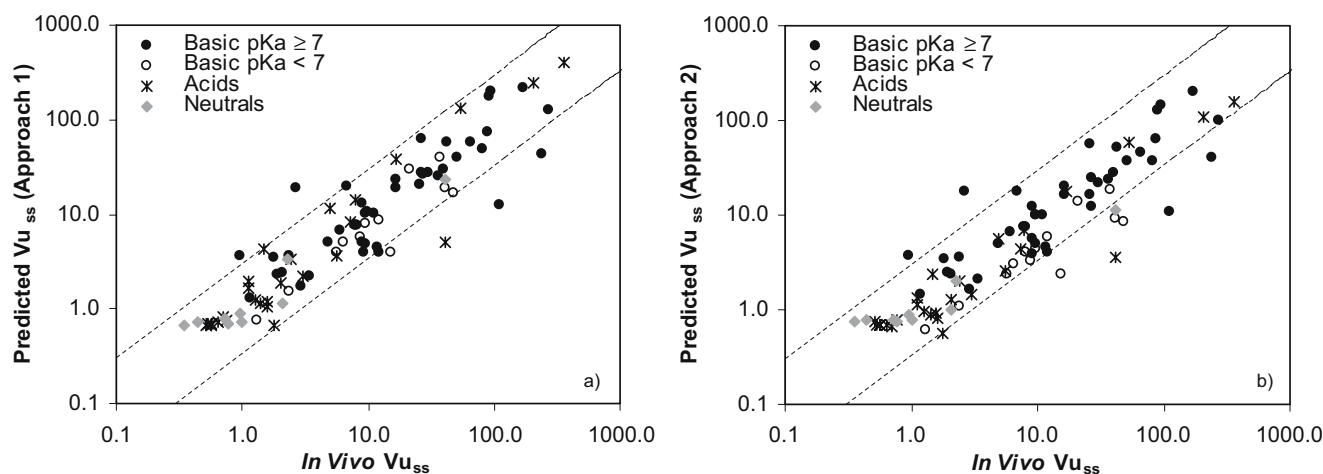 1000.0
100.0
10.0
1.0
0.1
Predicted Vu ss (Approach 1)
Basic pKa ≥ 7
Basic pKa < 7
Acids
Neutrals
a)
0.1 1.0 10.0 100.0 1000.0
In Vivo Vuss
1000.0
100.0
10.0
1.0
0.1
Predicted Vu ss (Approach 2)
Basic pKa ≥ 7
Basic pKa < 7
Acids
Neutrals
b)
0.1 1.0 10.0 100.0 1000.0
In Vivo Vuss